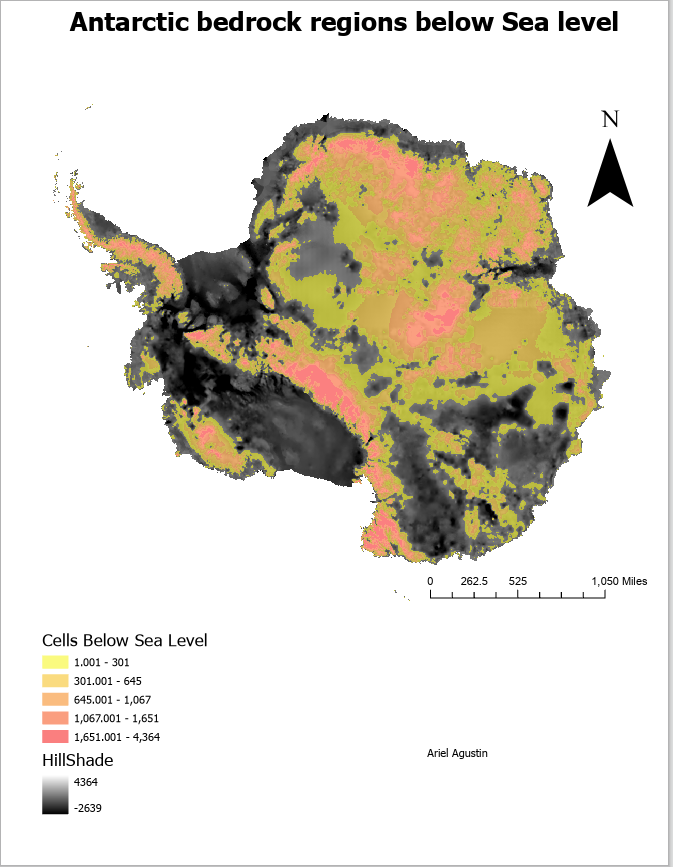 Antarctic bedrock regions below Sea level
N
0 262.5 525 1,050 Miles
Cells Below Sea Level
1.001 - 301
301.001 - 645
645.001 - 1,067
1,067.001 - 1,651
1,651.001 - 4,364
HillShade
4364
-2639
Ariel Agustin